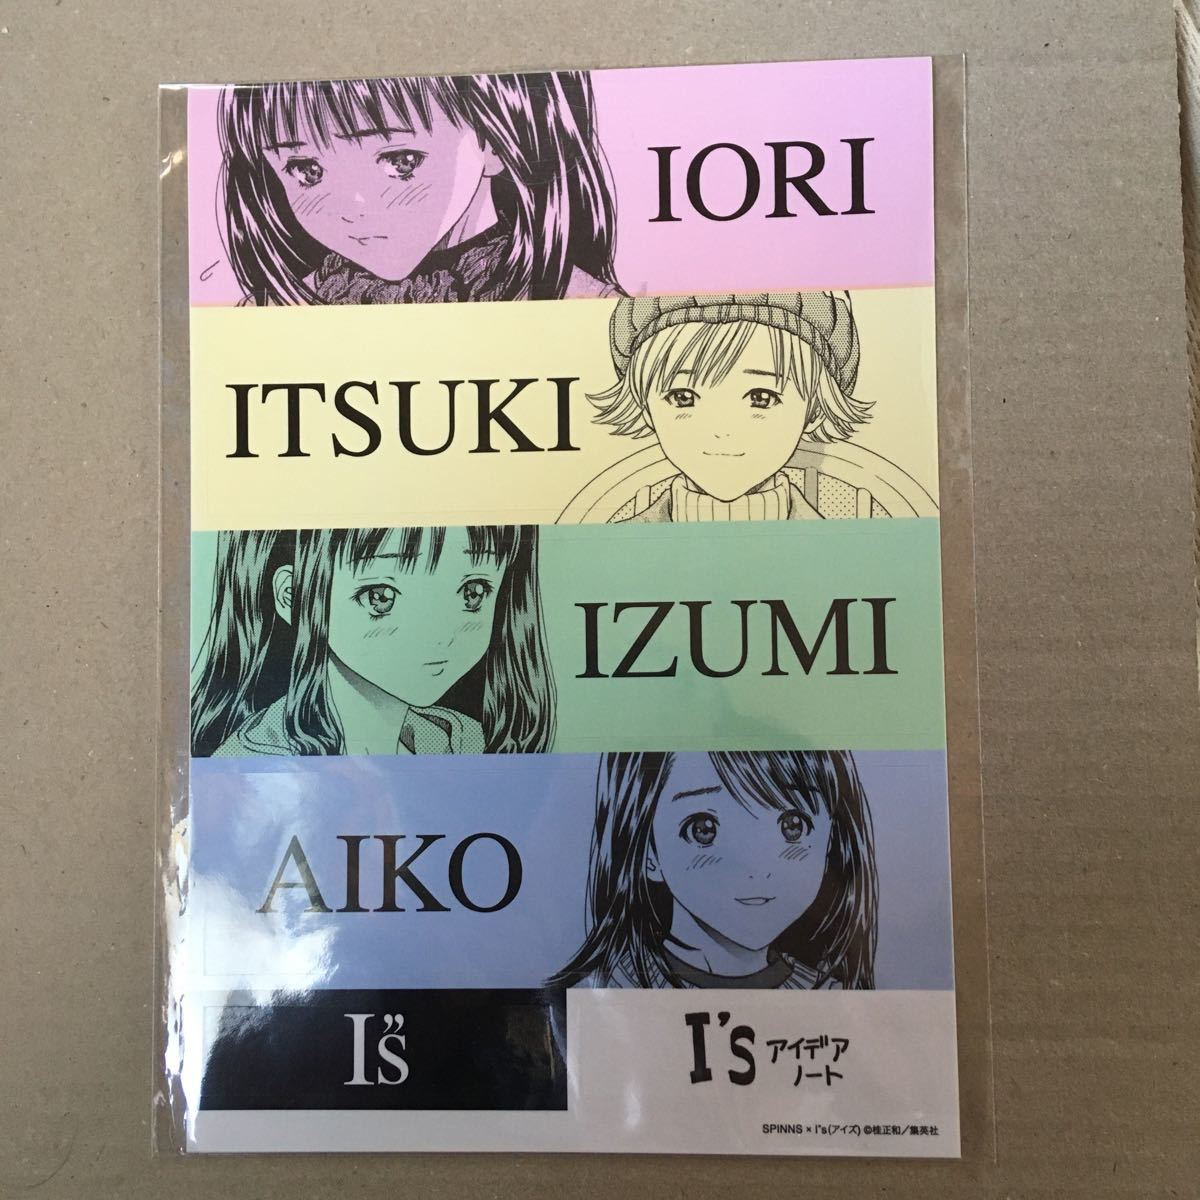 IORI
ITSUKI
IZUMI
AIKO
I"s
I's アイデア
ノート
SPINNS × I"s(アイズ) ©桂正和／集英社